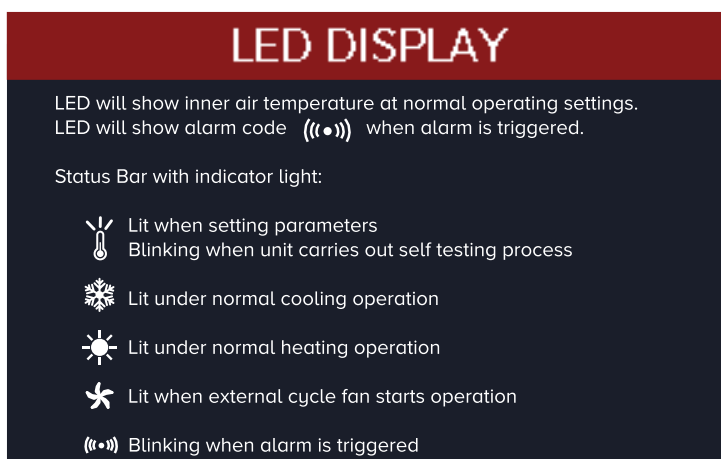 LED DISPLAY
LED will show inner air temperature at normal operating settings.
LED will show alarm code when alarm is triggered.
Status Bar with indicator light:
Lit when setting parameters
Blinking when unit carries out self testing process
Lit under normal cooling operation
Lit under normal heating operation
Lit when external cycle fan starts operation
Blinking when alarm is triggered